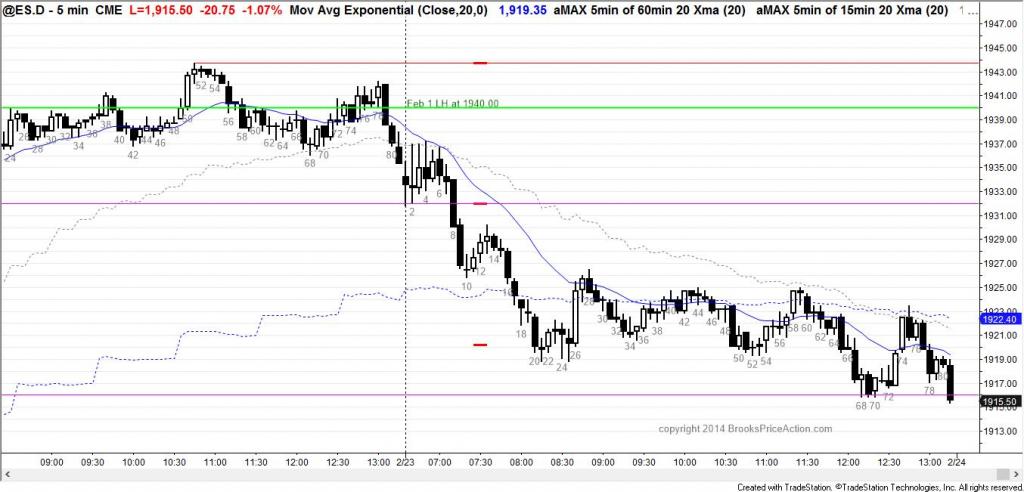 @ES.D - 5 min CME L=1,915.50 -20.75 -1.07% Mov Avg Exponential (Close,20,0) 1,919.35 aMAX 5min of 60min 20 Xma (20) aMAX 5min of 15min 20 Xma (20) 1 ...
1947.00
1945.00
1943.00
1941.00
1939.00
1937.00
1935.00
1933.00
1931.00
1929.00
1927.00
1925.00
1922.40
1921.00
1919.00
1917.00
1915.50
1913.00
Feb 1 LH at 1940.00
24 26 28 30 32 34 36 38 40 42 44 46 48 50 52 54 56 58 60 62 64 66 68 70 72 74 76 78 80
2 4 6 8 10 12 14 16 18 20 22 24 26 28 30 32 34 36 38 40 42 44 46 48 50 52 54 56 58 60 62 64 66 68 70 72 74 76 78 80
copyright 2014 BrooksPriceAction.com
09:00 09:30 10:00 10:30 11:00 11:30 12:00 12:30 13:00 2/23 07:00 07:30 08:00 08:30 09:00 09:30 10:00 10:30 11:00 11:30 12:00 12:30 13:00 2/24
Created with TradeStation. ©TradeStation Technologies, Inc. All rights reserved.